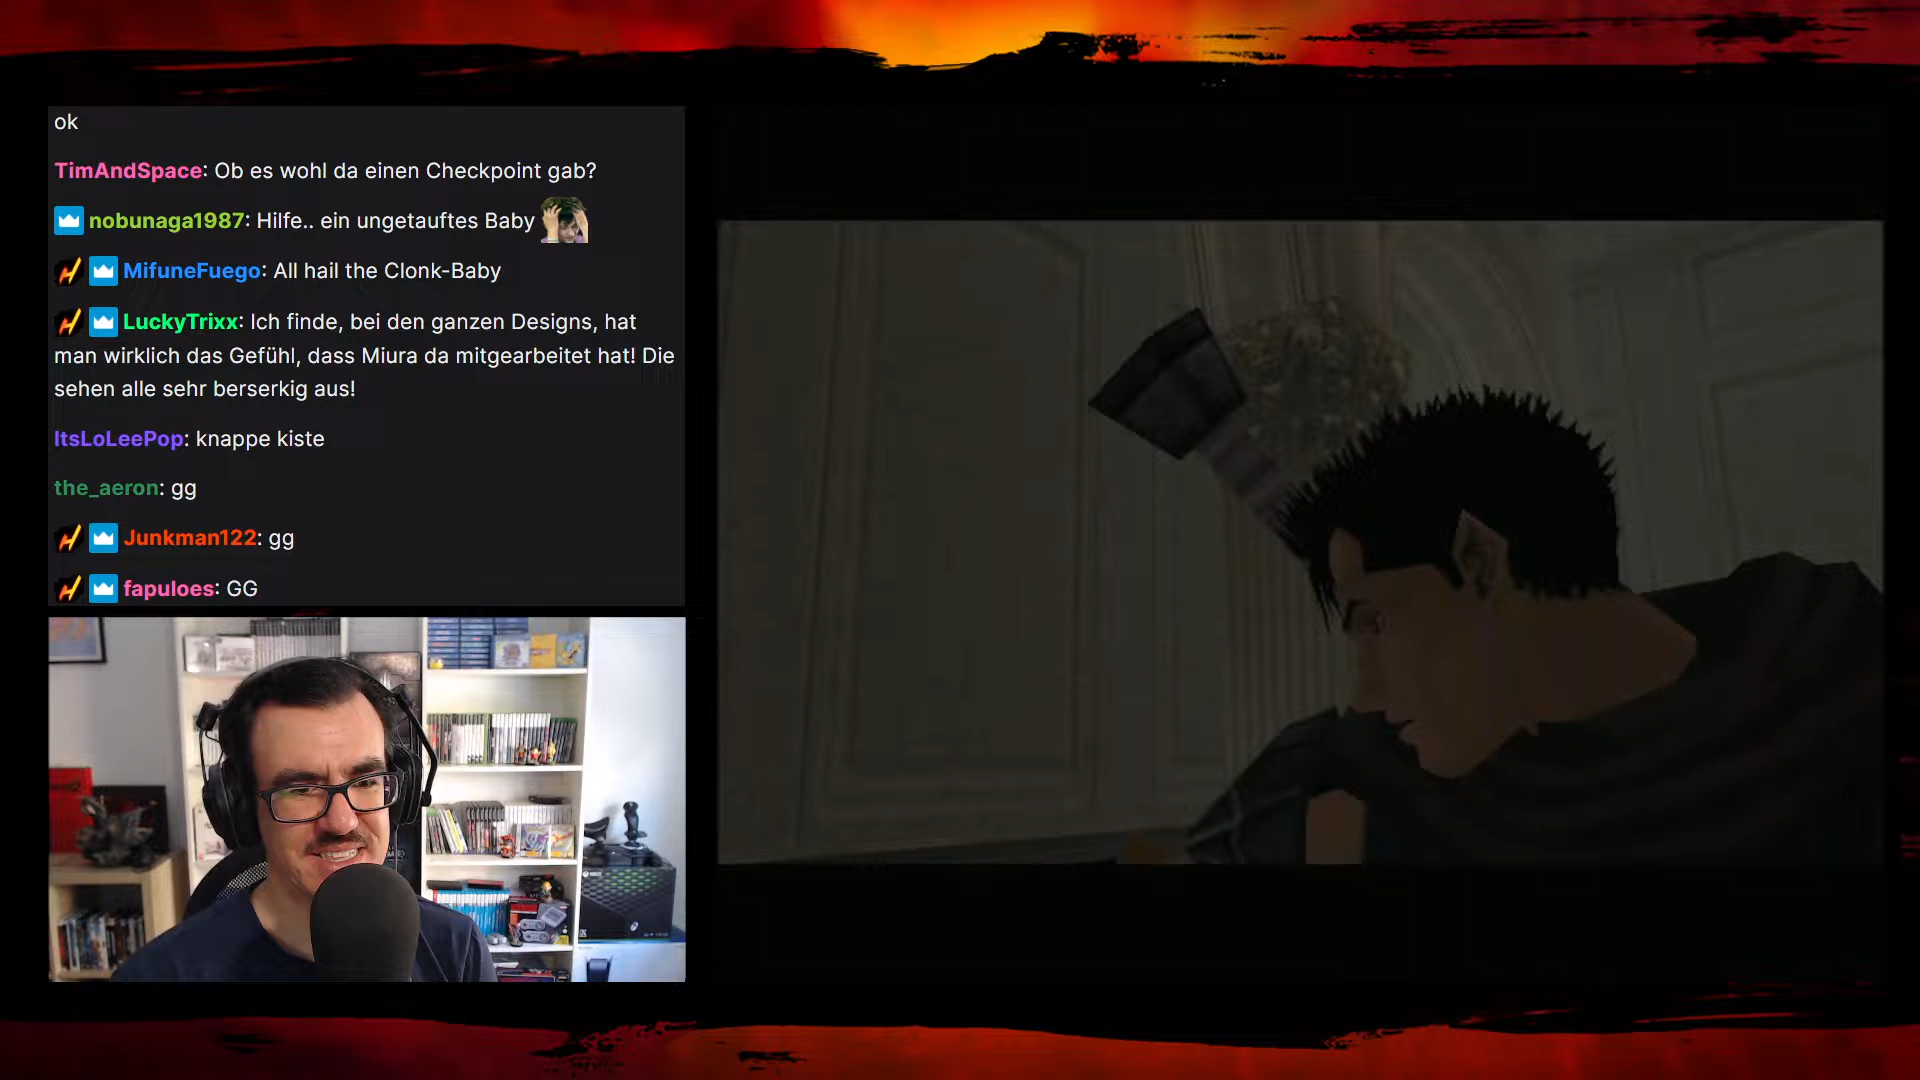 ok
TimAndSpace: Ob es wohl da einen Checkpoint gab?
nobunaga1987: Hilfe.. ein ungetauftes Baby
MifuneFuego: All hail the Clonk-Baby
LuckyTrixx: Ich finde, bei den ganzen Designs, hat
man wirklich das Gefühl, dass Miura da mitgearbeitet hat! Die
sehen alle sehr berserkig aus!
ItsLoLeePop: knappe kiste
the_aeron: gg
Junkman122: gg
fapuloes: GG